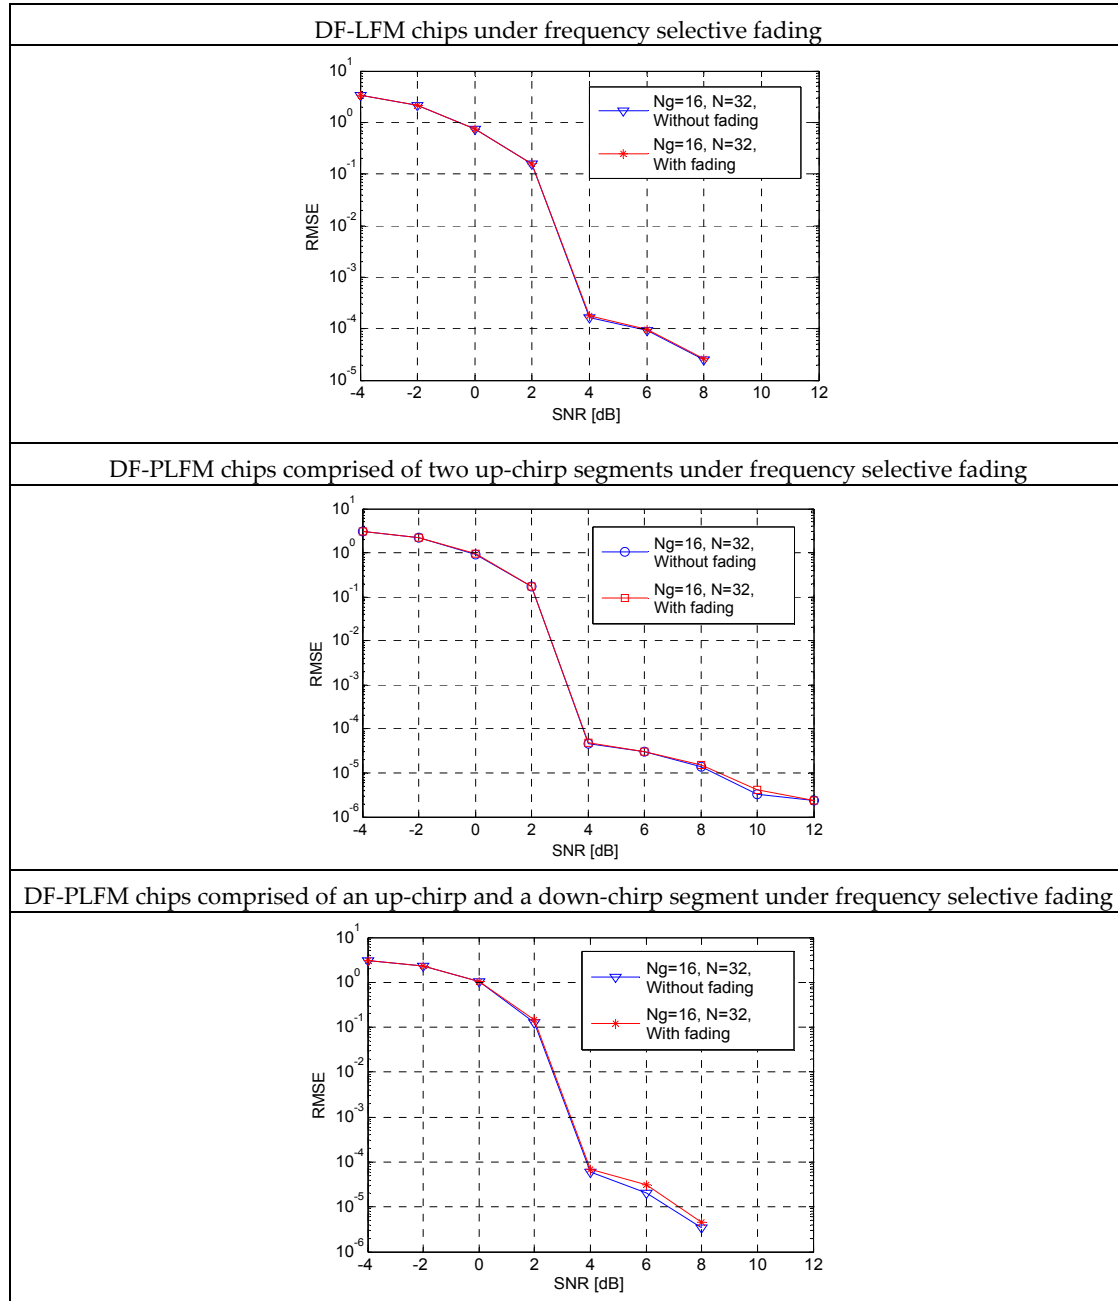 DF-LFM chips under frequency selective fading
10^1
10^0
10^-1
10^-2
10^-3
10^-4
10^-5
RMSE
Ng=16, N=32,
Without fading
Ng=16, N=32,
With fading
-4 -2 0 2 4 6 8 10 12
SNR [dB]
DF-PLFM chips comprised of two up-chirp segments under frequency selective fading
10^1
10^0
10^-1
10^-2
10^-3
10^-4
10^-5
10^-6
RMSE
Ng=16, N=32,
Without fading
Ng=16, N=32,
With fading
-4 -2 0 2 4 6 8 10 12
SNR [dB]
DF-PLFM chips comprised of an up-chirp and a down-chirp segment under frequency selective fading
10^1
10^0
10^-1
10^-2
10^-3
10^-4
10^-5
10^-6
RMSE
Ng=16, N=32,
Without fading
Ng=16, N=32,
With fading
-4 -2 0 2 4 6 8 10 12
SNR [dB]